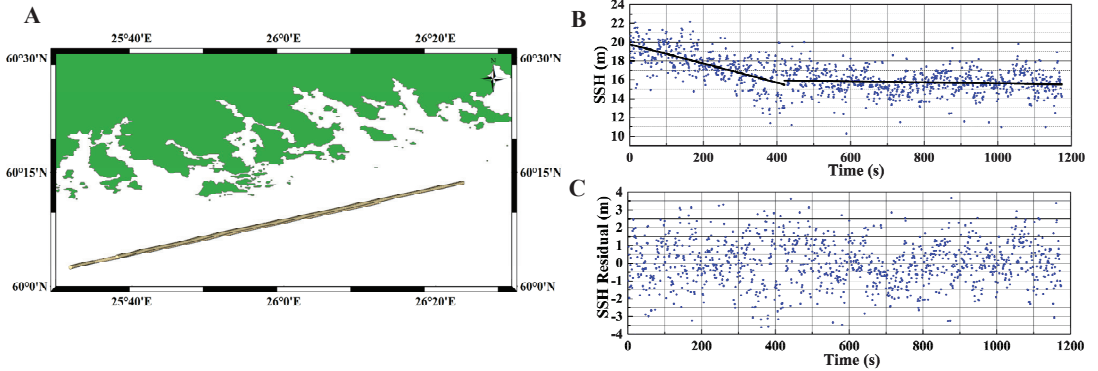 A
25°40'E 26°0'E 26°20'E
60°30'N 60°30'N
N
60°15'N 60°15'N
60°0'N 60°0'N
25°40'E 26°0'E 26°20'E
B
SSH (m)
24
22
20
18
16
14
12
10
0 200 400 600 800 1000 1200
Time (s)
C
SSH Residual (m)
4
3
2
1
0
-1
-2
-3
-4
0 200 400 600 800 1000 1200
Time (s)